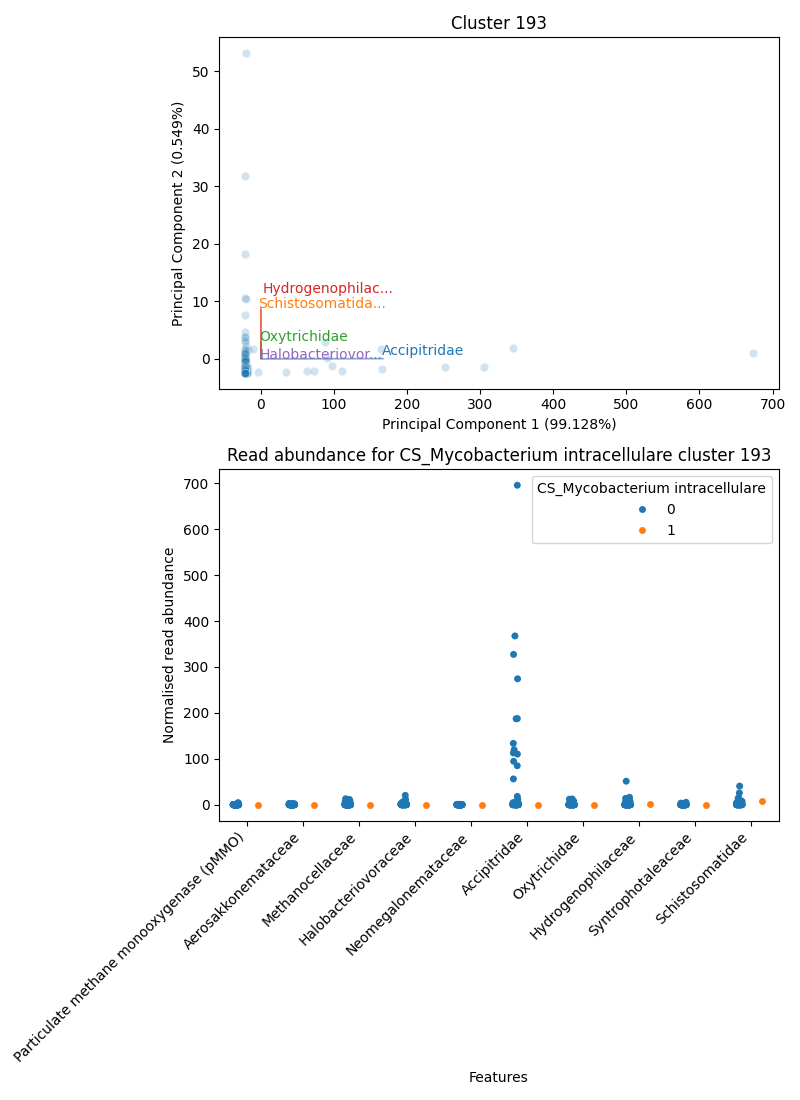 Cluster 193
50
40
30
20
10
0
Principal Component 2 (0.549%)
Hydrogenophilac...
Schistosomatida...
Oxytrichidae
Halobacteriovor...
Accipitridae
0 100 200 300 400 500 600 700
Principal Component 1 (99.128%)
Read abundance for CS_Mycobacterium intracellulare cluster 193
700
600
500
400
300
200
100
0
Normalised read abundance
CS_Mycobacterium intracellulare
0
1
Particulate methane monooxygenase (pMMO)
Aerosakkonemataceae
Methanocellaceae
Halobacteriovoraceae
Neomegalonemataceae
Accipitridae
Oxytrichidae
Hydrogenophilaceae
Syntrophotaleaceae
Schistosomatidae
Features